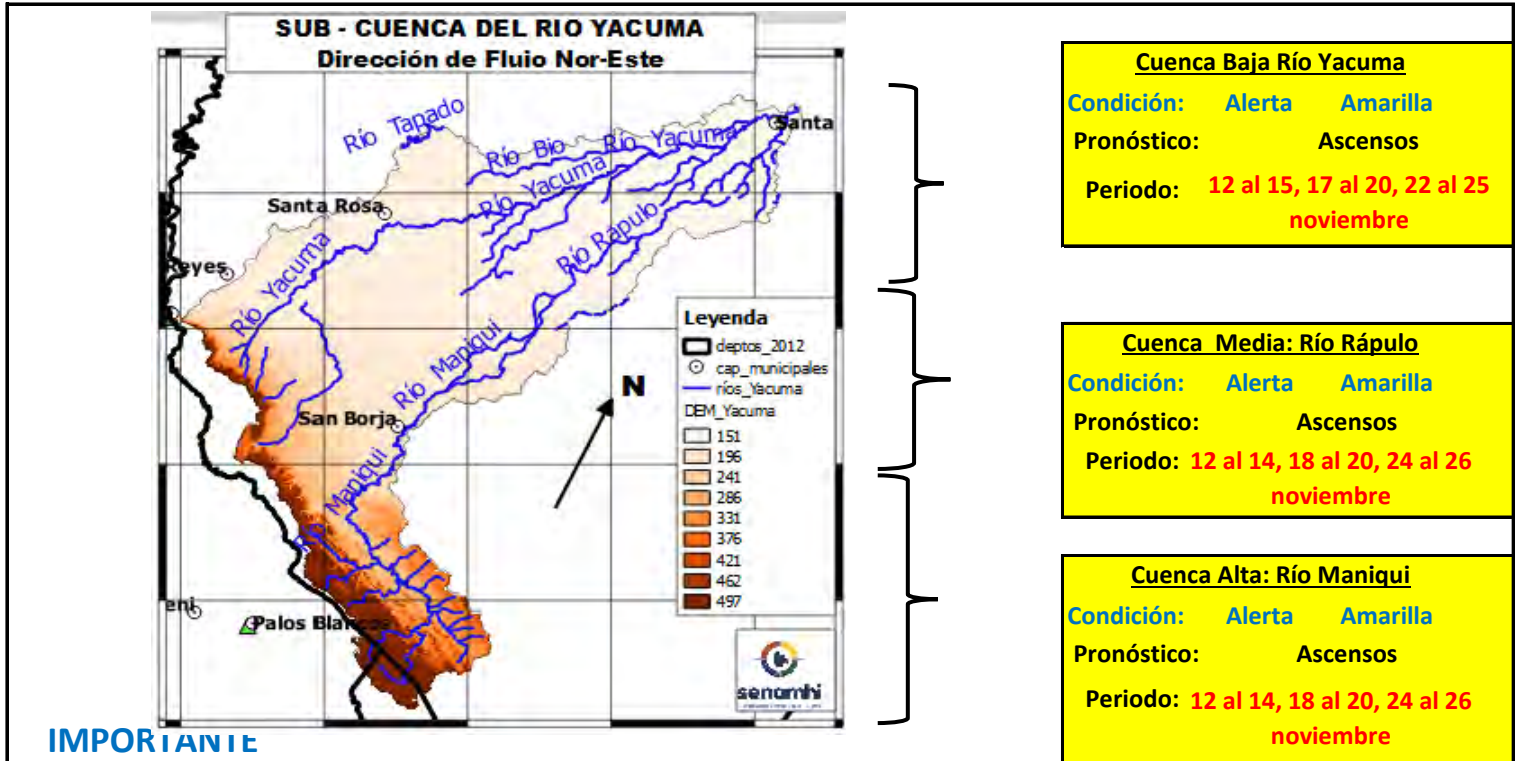 SUB - CUENCA DEL RIO YACUMA
Dirección de Fluio Nor-Este
Río Tapado
Río Bio
Río Yacuma
Santa
Río Yacuma
Santa Rosa
Río Rápulo
Reyes
Río Yacuma
Río Maniqui
San Borja
Río Maniqui
eni
Palos Blancos
N
Leyenda
deptos_2012
cap_municipales
ríos_Yacuma
DEM_Yacuma
151
196
241
286
331
376
421
462
497
senamhi
Cuenca Baja Río Yacuma
Condición: Alerta Amarilla
Pronóstico: Ascensos
Periodo: 12 al 15, 17 al 20, 22 al 25
noviembre
Cuenca Media: Río Rápulo
Condición: Alerta Amarilla
Pronóstico: Ascensos
Periodo: 12 al 14, 18 al 20, 24 al 26
noviembre
Cuenca Alta: Río Maniqui
Condición: Alerta Amarilla
Pronóstico: Ascensos
Periodo: 12 al 14, 18 al 20, 24 al 26
noviembre
IMPORTANTE